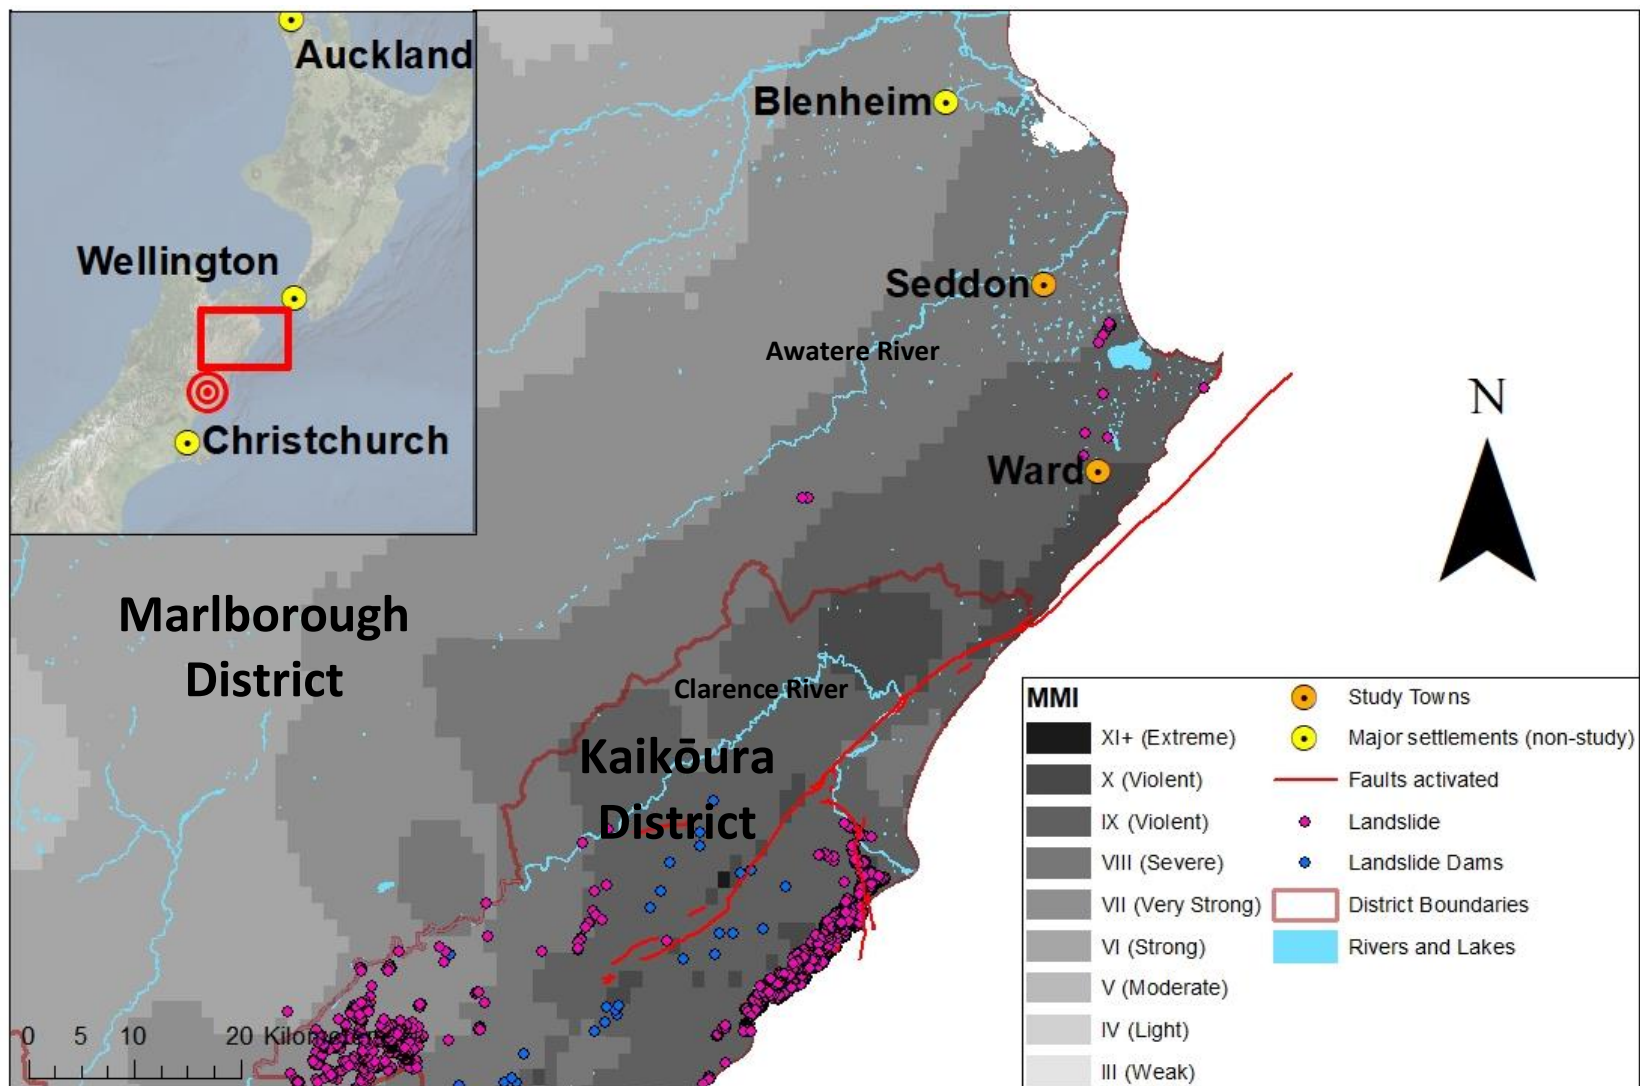 Auckland
Wellington
Christchurch
Blenheim
Seddon
Awatere River
Ward
N
Marlborough
District
Clarence River
Kaikōura
District
0 5 10 20 Kilometers
MMI
XI+ (Extreme)
X (Violent)
IX (Violent)
VIII (Severe)
VII (Very Strong)
VI (Strong)
V (Moderate)
IV (Light)
III (Weak)
Study Towns
Major settlements (non-study)
Faults activated
Landslide
Landslide Dams
District Boundaries
Rivers and Lakes